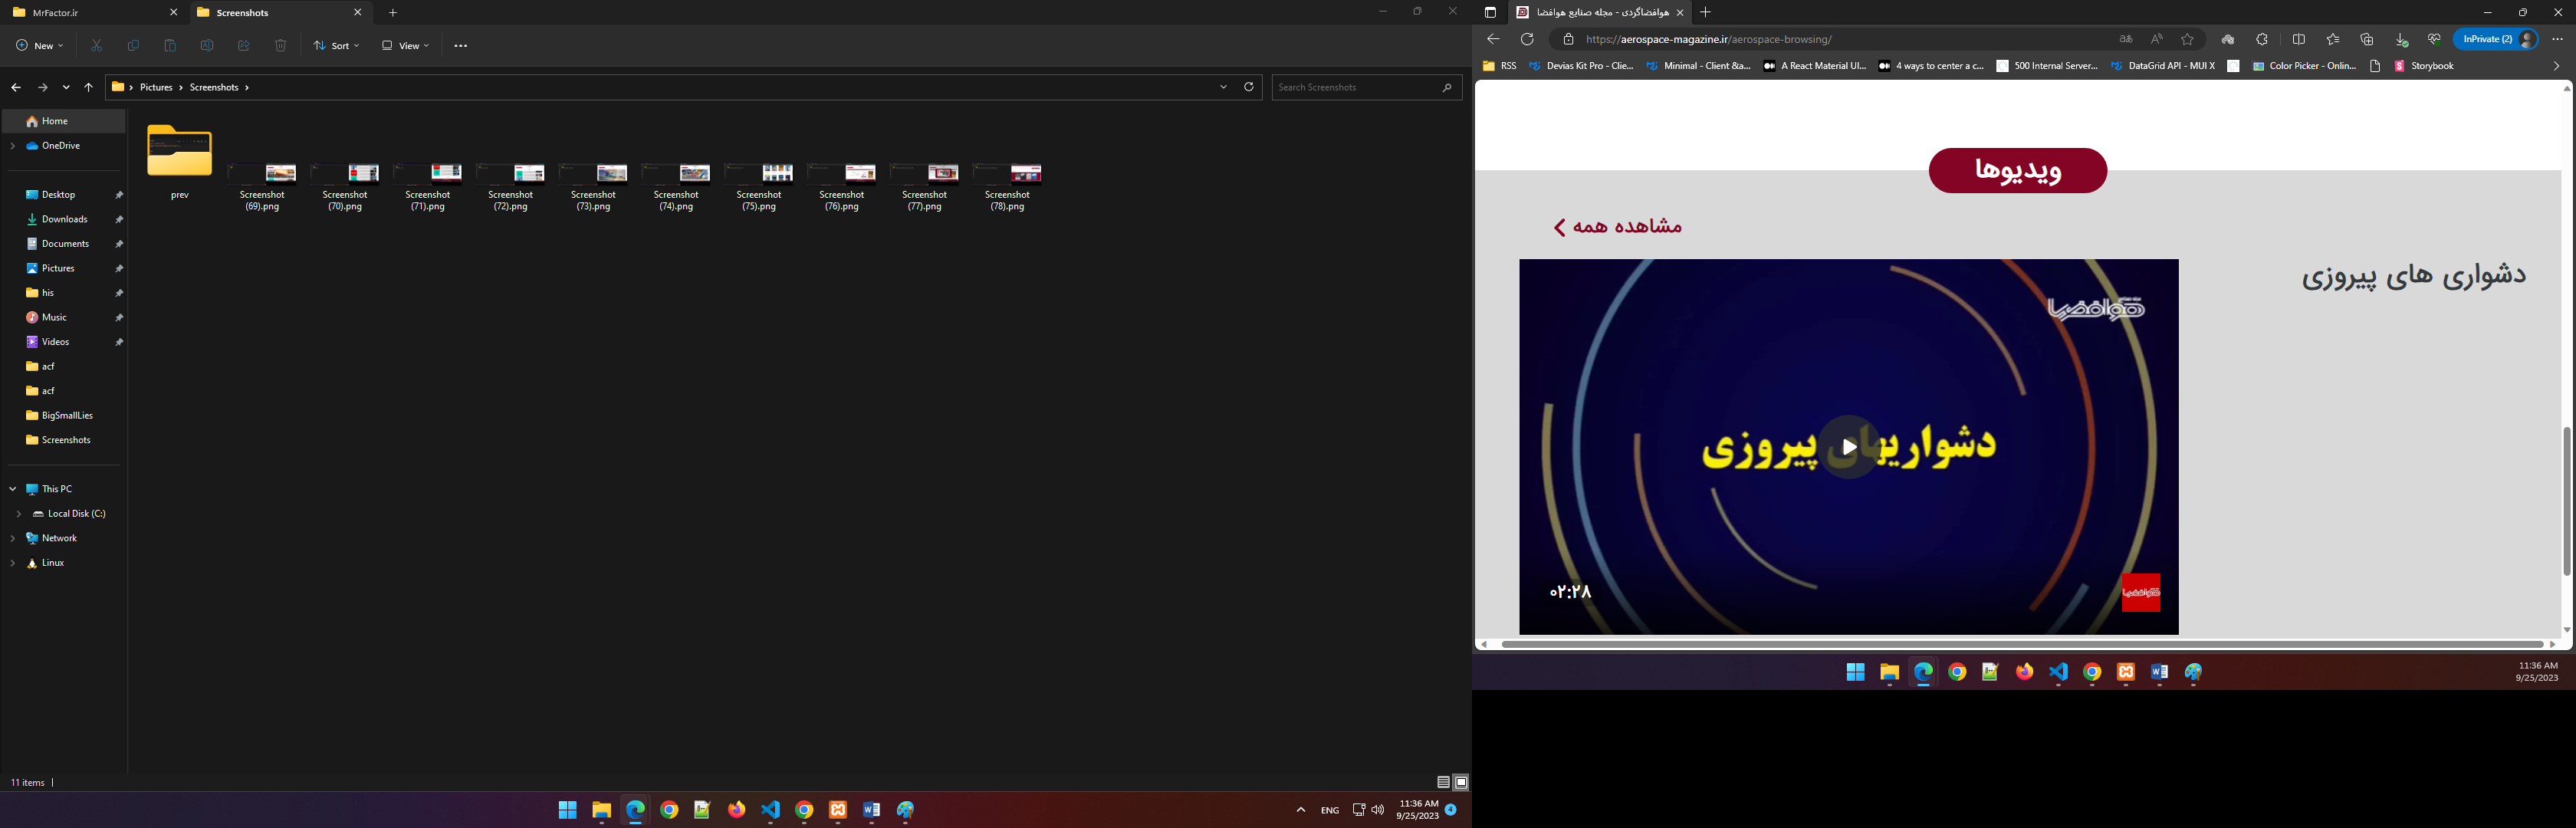 MrFactor.ir
Screenshots
New
Sort
View
Pictures
Screenshots
Search Screenshots
Home
OneDrive
Desktop
Downloads
Documents
Pictures
his
Music
Videos
acf
acf
BigSmallLies
Screenshots
This PC
Local Disk (C:)
Network
Linux
prev
Screenshot (69).png
Screenshot (70).png
Screenshot (71).png
Screenshot (72).png
Screenshot (73).png
Screenshot (74).png
Screenshot (75).png
Screenshot (76).png
Screenshot (77).png
Screenshot (78).png
11 items
ENG
11:36 AM
9/25/2023
4
هوافضاگردی - مجله صنایع هوافضا
https://aerospace-magazine.ir/aerospace-browsing/
InPrivate (2)
RSS
Devias Kit Pro - Clie...
Minimal - Client &a...
A React Material UI...
4 ways to center a c...
500 Internal Server...
DataGrid API - MUI X
Color Picker - Onlin...
Storybook
ویدیوها
مشاهده همه
دشواری های پیروزی
هوافضا
دشواریهای پیروزی
۰۲:۲۸
هوافضا
11:36 AM
9/25/2023